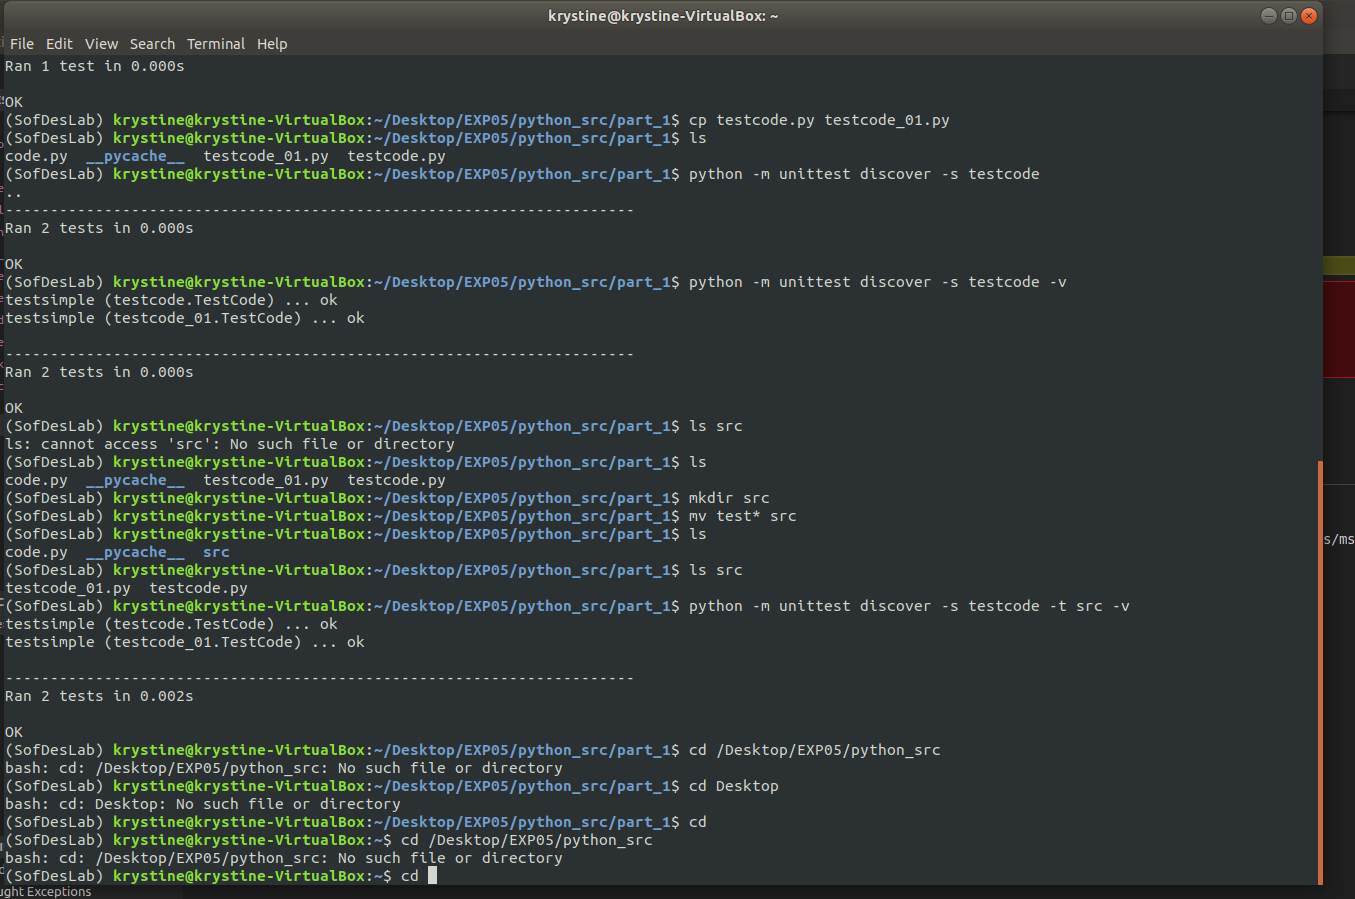 krystine@krystine-VirtualBox: ~
File Edit View Search Terminal Help
Ran 1 test in 0.000s
OK
(SofDesLab) krystine@krystine-VirtualBox:~/Desktop/EXP05/python_src/part_1$ cp testcode.py testcode_01.py
(SofDesLab) krystine@krystine-VirtualBox:~/Desktop/EXP05/python_src/part_1$ ls
code.py  __pycache__  testcode_01.py  testcode.py
(SofDesLab) krystine@krystine-VirtualBox:~/Desktop/EXP05/python_src/part_1$ python -m unittest discover -s testcode
..
----------------------------------------------------------------------
Ran 2 tests in 0.000s
OK
(SofDesLab) krystine@krystine-VirtualBox:~/Desktop/EXP05/python_src/part_1$ python -m unittest discover -s testcode -v
testsimple (testcode.TestCode) ... ok
testsimple (testcode_01.TestCode) ... ok
----------------------------------------------------------------------
Ran 2 tests in 0.000s
OK
(SofDesLab) krystine@krystine-VirtualBox:~/Desktop/EXP05/python_src/part_1$ ls src
ls: cannot access 'src': No such file or directory
(SofDesLab) krystine@krystine-VirtualBox:~/Desktop/EXP05/python_src/part_1$ ls
code.py  __pycache__  testcode_01.py  testcode.py
(SofDesLab) krystine@krystine-VirtualBox:~/Desktop/EXP05/python_src/part_1$ mkdir src
(SofDesLab) krystine@krystine-VirtualBox:~/Desktop/EXP05/python_src/part_1$ mv test* src
(SofDesLab) krystine@krystine-VirtualBox:~/Desktop/EXP05/python_src/part_1$ ls
code.py  __pycache__  src
(SofDesLab) krystine@krystine-VirtualBox:~/Desktop/EXP05/python_src/part_1$ ls src
testcode_01.py  testcode.py
(SofDesLab) krystine@krystine-VirtualBox:~/Desktop/EXP05/python_src/part_1$ python -m unittest discover -s testcode -t src -v
testsimple (testcode.TestCode) ... ok
testsimple (testcode_01.TestCode) ... ok
----------------------------------------------------------------------
Ran 2 tests in 0.002s
OK
(SofDesLab) krystine@krystine-VirtualBox:~/Desktop/EXP05/python_src/part_1$ cd /Desktop/EXP05/python_src
bash: cd: /Desktop/EXP05/python_src: No such file or directory
(SofDesLab) krystine@krystine-VirtualBox:~/Desktop/EXP05/python_src/part_1$ cd Desktop
bash: cd: Desktop: No such file or directory
(SofDesLab) krystine@krystine-VirtualBox:~/Desktop/EXP05/python_src/part_1$ cd
(SofDesLab) krystine@krystine-VirtualBox:~$ cd /Desktop/EXP05/python_src
bash: cd: /Desktop/EXP05/python_src: No such file or directory
(SofDesLab) krystine@krystine-VirtualBox:~$ cd
s/ms
ught Exceptions